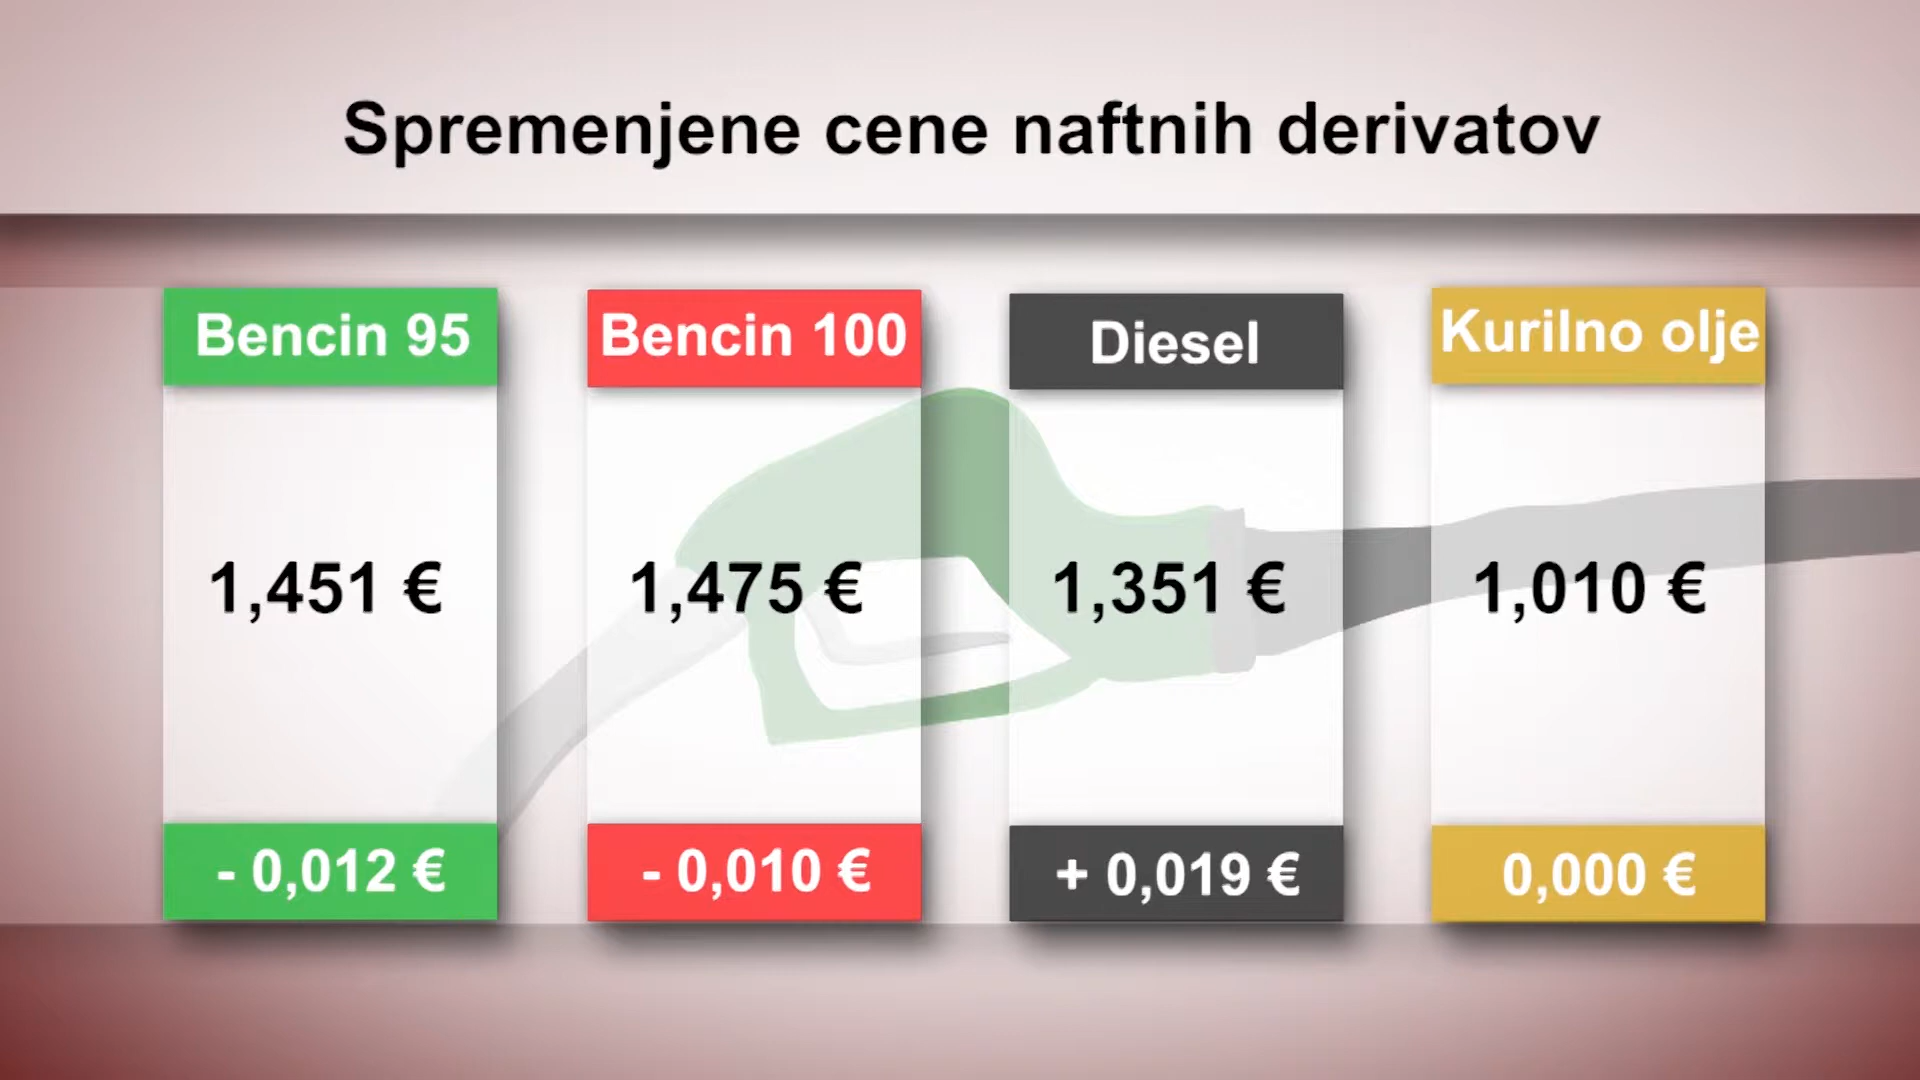 Spremenjene cene naftnih derivatov
Bencin 95
1,451 €
- 0,012 €
Bencin 100
1,475 €
- 0,010 €
Diesel
1,351 €
+ 0,019 €
Kurilno olje
1,010 €
0,000 €